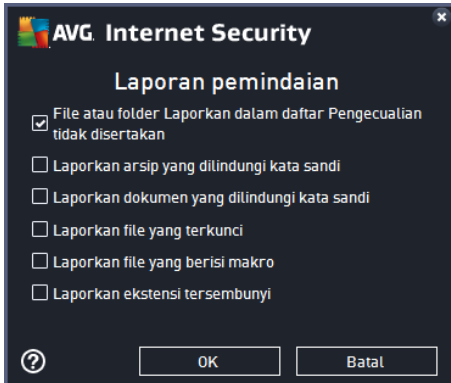 AVG. Internet Security
Laporan pemindaian
File atau folder Laporkan dalam daftar Pengecualian
tidak disertakan
Laporkan arsip yang dilindungi kata sandi
Laporkan dokumen yang dilindungi kata sandi
Laporkan file yang terkunci
Laporkan file yang berisi makro
Laporkan ekstensi tersembunyi
?
OK
Batal